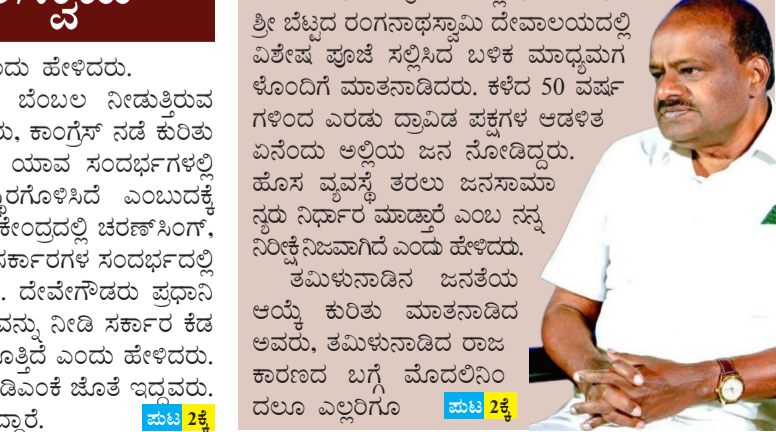 ಹೇಳಿದರು.
ಬೆಂಬಲ ನೀಡುತ್ತಿರುವ
ಕಾಂಗ್ರೆಸ್ ನಡೆ ಕುರಿತು
ಯಾವ ಸಂದರ್ಭಗಳಲ್ಲಿ
ಎಂಬುದಕ್ಕೆ
ಕೇಂದ್ರದಲ್ಲಿ ಚರಣ್‌ಸಿಂಗ್,
ಸಂದರ್ಭದಲ್ಲಿ
ದೇವೇಗೌಡರು ಪ್ರಧಾನಿ
ನೀಡಿ ಸರ್ಕಾರ ಕೆಡ
ಎಂದು ಹೇಳಿದರು.
ಜೊತೆ ಇದ್ದವರು.
ಪುಟ 2ಕ್ಕೆ
ಶ್ರೀ ಬೆಟ್ಟದ ರಂಗನಾಥಸ್ವಾಮಿ ದೇವಾಲಯದಲ್ಲಿ
ವಿಶೇಷ ಪೂಜೆ ಸಲ್ಲಿಸಿದ ಬಳಿಕ ಮಾಧ್ಯಮಗ
ಳೊಂದಿಗೆ ಮಾತನಾಡಿದರು. ಕಳೆದ 50 ವರ್ಷ
ಗಳಿಂದ ಎರಡು ದ್ರಾವಿಡ ಪಕ್ಷಗಳ ಆಡಳಿತ
ಏನೆಂದು ಅಲ್ಲಿಯ ಜನ ನೋಡಿದ್ದರು.
ಹೊಸ ವ್ಯವಸ್ಥೆ ತರಲು ಜನಸಾಮಾ
ನ್ಯರು ನಿರ್ಧಾರ ಮಾಡ್ತಾರೆ ಎಂಬ ನನ್ನ
ನಿರೀಕ್ಷೆ ನಿಜವಾಗಿದೆ ಎಂದು ಹೇಳಿದರು.
ತಮಿಳುನಾಡಿನ ಜನತೆಯ
ಆಯ್ಕೆ ಕುರಿತು ಮಾತನಾಡಿದ
ಅವರು, ತಮಿಳುನಾಡಿದ ರಾಜ
ಕಾರಣದ ಬಗ್ಗೆ ಮೊದಲಿನಿಂ
ದಲೂ ಎಲ್ಲರಿಗೂ ಪುಟ 2ಕ್ಕೆ